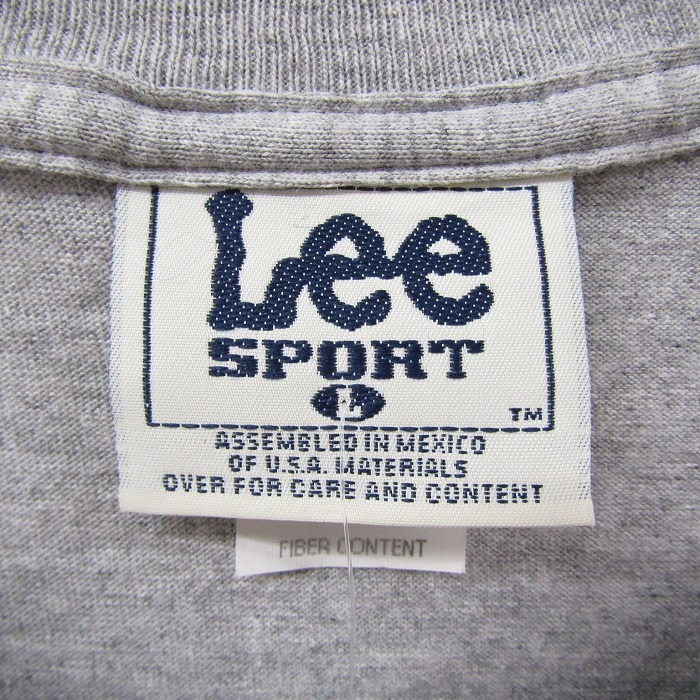 Lee
SPORT
L
TM
ASSEMBLED IN MEXICO
OF U.S.A. MATERIALS
OVER FOR CARE AND CONTENT
FIBER CONTENT